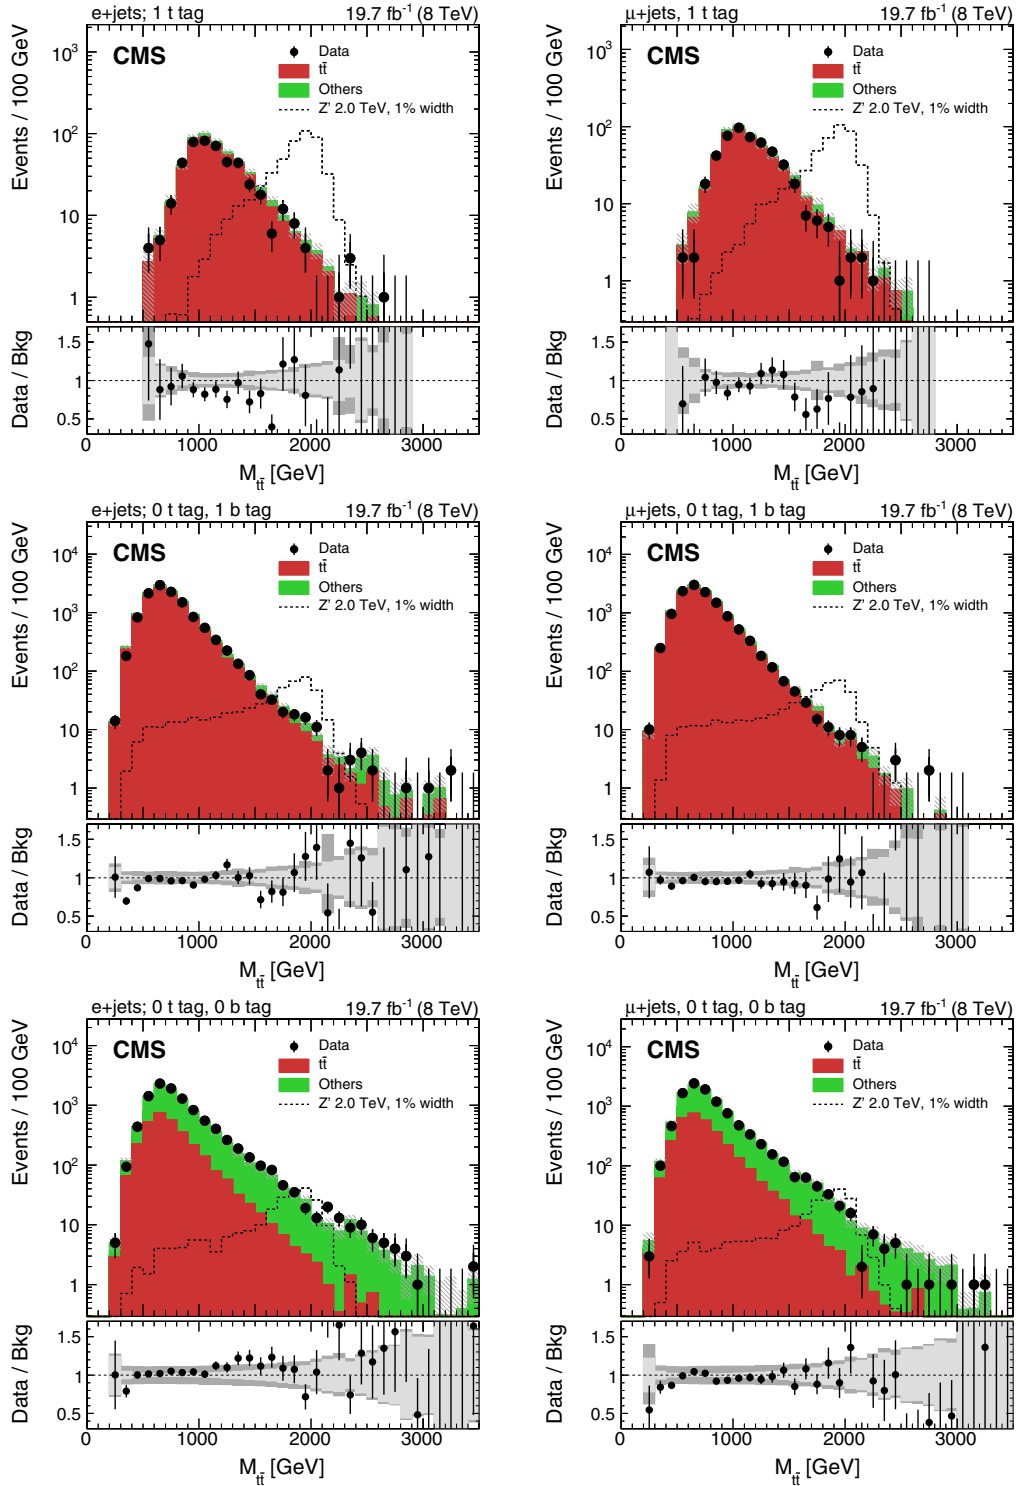 e+jets; 1 t tag 19.7 fb⁻¹ (8 TeV)
CMS
Data
tt̄
Others
Z' 2.0 TeV, 1% width
Events / 100 GeV
10³
10²
10
1
Data / Bkg
1.5
1
0.5
0 1000 2000 3000
M_tt̄ [GeV]
μ+jets, 1 t tag 19.7 fb⁻¹ (8 TeV)
CMS
Data
tt̄
Others
Z' 2.0 TeV, 1% width
Events / 100 GeV
10³
10²
10
1
Data / Bkg
1.5
1
0.5
0 1000 2000 3000
M_tt̄ [GeV]
e+jets; 0 t tag, 1 b tag 19.7 fb⁻¹ (8 TeV)
CMS
Data
tt̄
Others
Z' 2.0 TeV, 1% width
Events / 100 GeV
10⁴
10³
10²
10
1
Data / Bkg
1.5
1
0.5
0 1000 2000 3000
M_tt̄ [GeV]
μ+jets, 0 t tag, 1 b tag 19.7 fb⁻¹ (8 TeV)
CMS
Data
tt̄
Others
Z' 2.0 TeV, 1% width
Events / 100 GeV
10⁴
10³
10²
10
1
Data / Bkg
1.5
1
0.5
0 1000 2000 3000
M_tt̄ [GeV]
e+jets; 0 t tag, 0 b tag 19.7 fb⁻¹ (8 TeV)
CMS
Data
tt̄
Others
Z' 2.0 TeV, 1% width
Events / 100 GeV
10⁴
10³
10²
10
1
Data / Bkg
1.5
1
0.5
0 1000 2000 3000
M_tt̄ [GeV]
μ+jets, 0 t tag, 0 b tag 19.7 fb⁻¹ (8 TeV)
CMS
Data
tt̄
Others
Z' 2.0 TeV, 1% width
Events / 100 GeV
10⁴
10³
10²
10
1
Data / Bkg
1.5
1
0.5
0 1000 2000 3000
M_tt̄ [GeV]